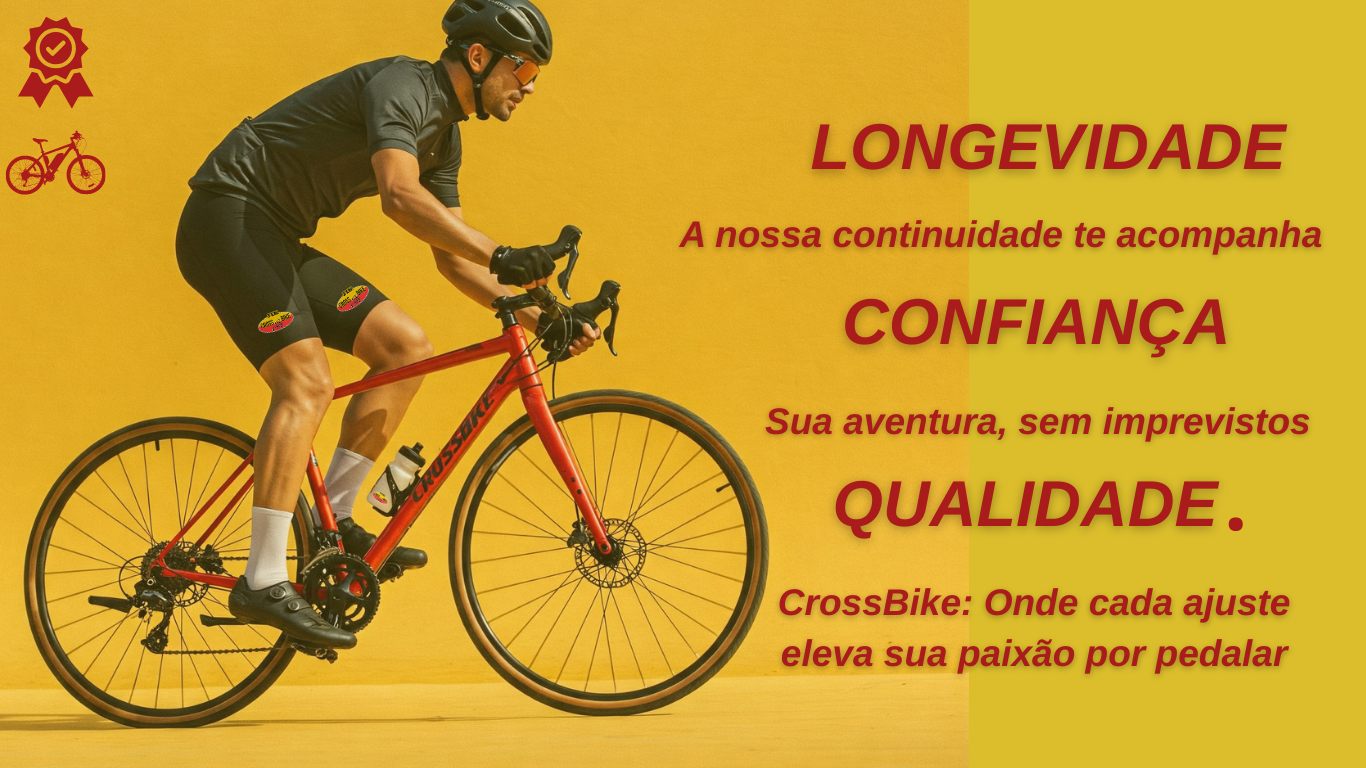 LONGEVIDADE
A nossa continuidade te acompanha
CONFIANÇA
Sua aventura, sem imprevistos
QUALIDADE.
CrossBike: Onde cada ajuste
eleva sua paixão por pedalar
CROSSBIKE